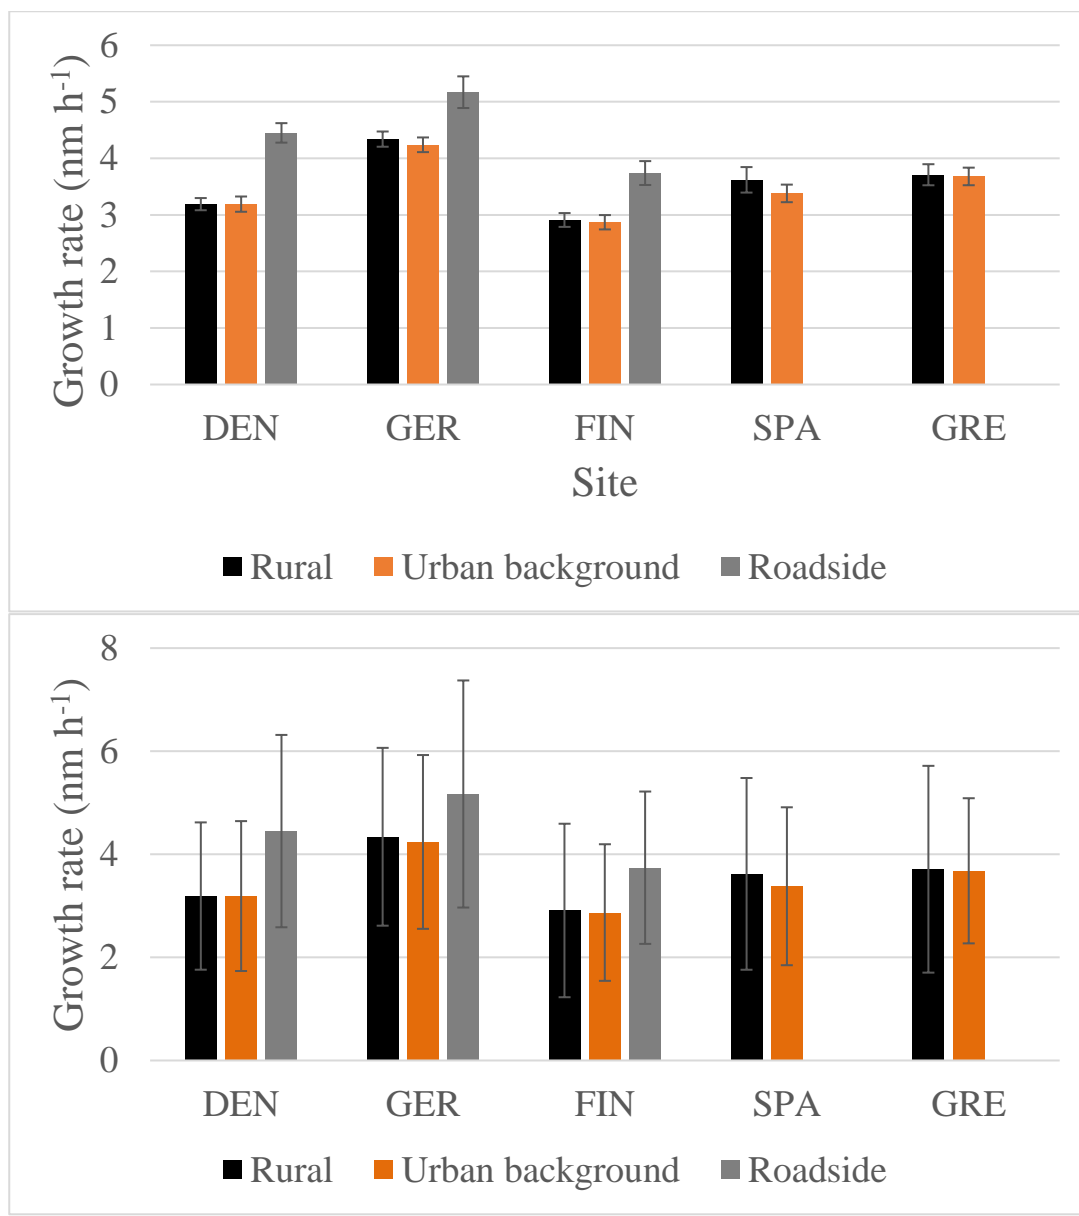 Growth rate (nm h-1)
6
5
4
3
2
1
0
DEN GER FIN SPA GRE
Site
Rural Urban background Roadside
Growth rate (nm h-1)
8
6
4
2
0
DEN GER FIN SPA GRE
Rural Urban background Roadside